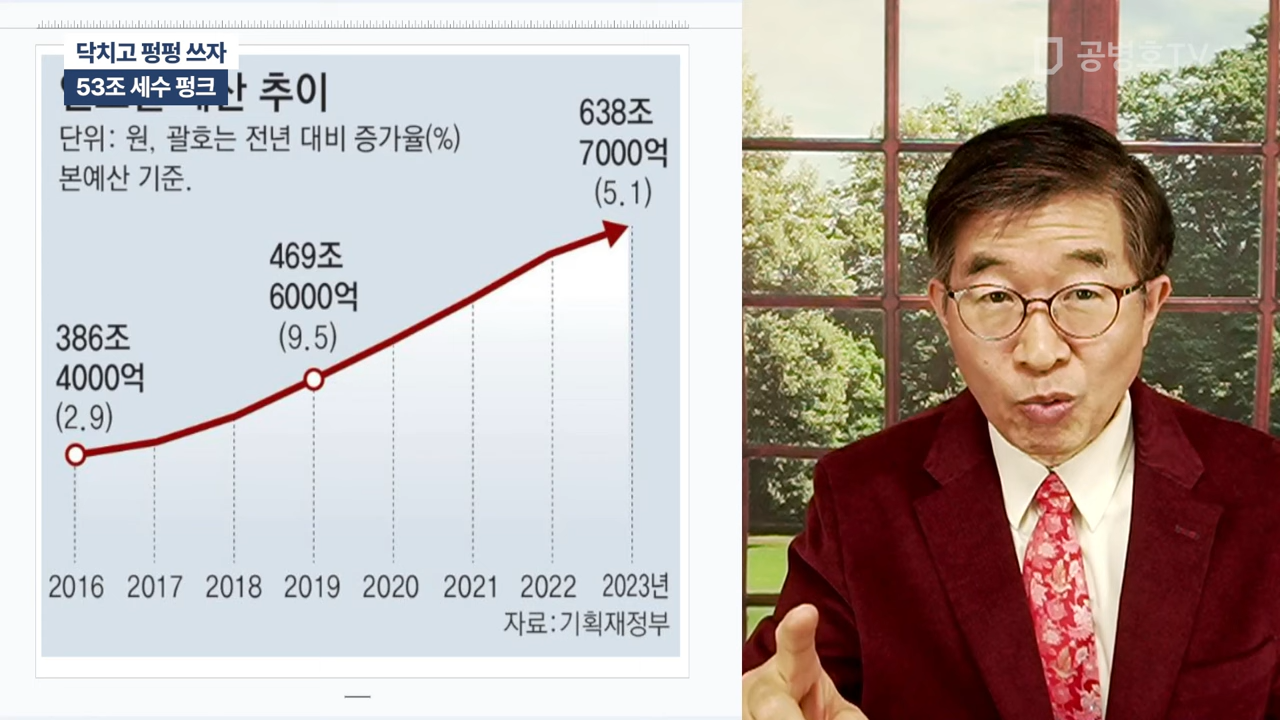 닥치고 펑펑 쓰자
53조 세수 펑크
추이
단위: 원, 괄호는 전년 대비 증가율(%)
본예산 기준.
638조
7000억
(5.1)
469조
6000억
(9.5)
386조
4000억
(2.9)
2016 2017 2018 2019 2020 2021 2022 2023년
자료:기획재정부
공병호TV